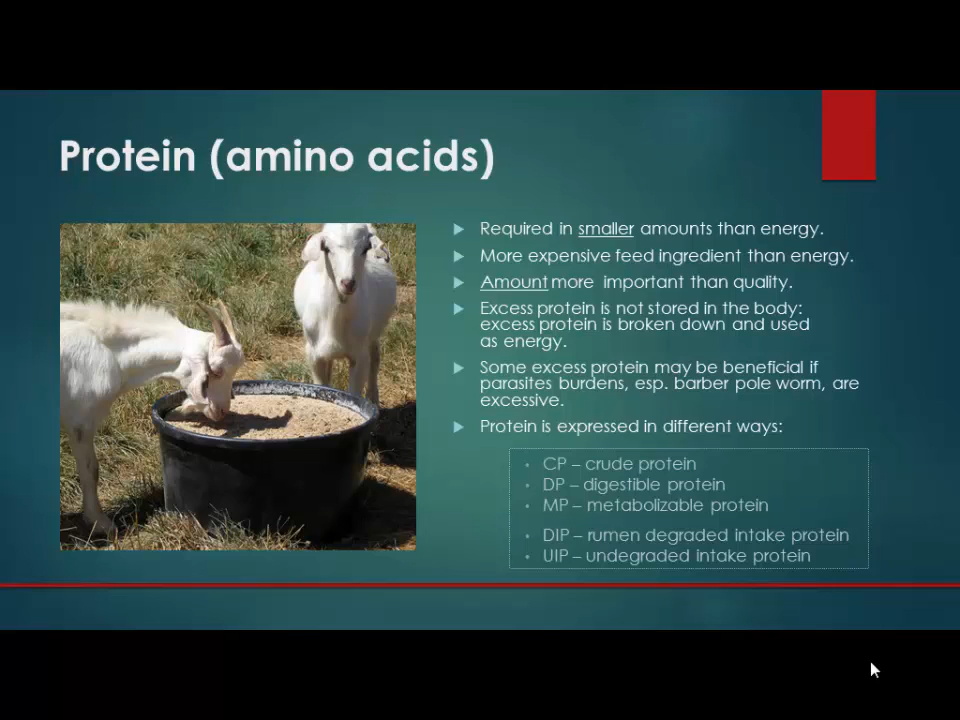 Protein (amino acids)
Required in smaller amounts than energy.
More expensive feed ingredient than energy.
Amount more important than quality.
Excess protein is not stored in the body:
excess protein is broken down and used
as energy.
Some excess protein may be beneficial if
parasites burdens, esp. barber pole worm, are
excessive.
Protein is expressed in different ways:
CP – crude protein
DP – digestible protein
MP – metabolizable protein
DIP – rumen degraded intake protein
UIP – undegraded intake protein